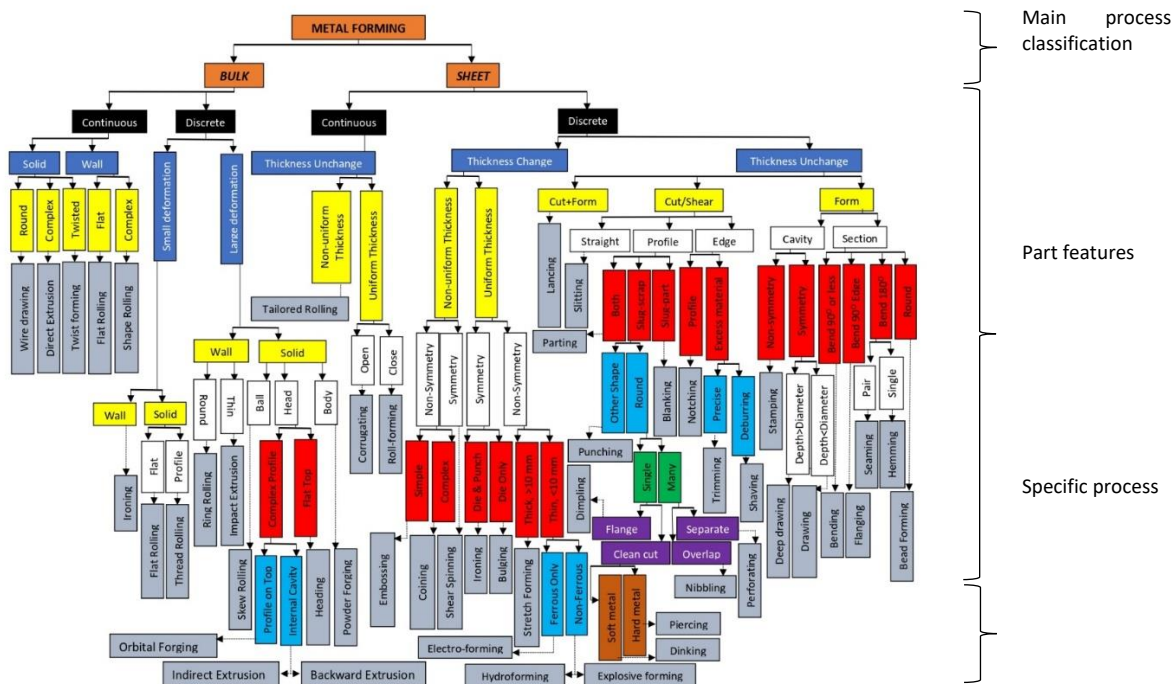 METAL FORMING
BULK
SHEET
Continuous
Discrete
Continuous
Discrete
Solid
Wall
Small deformation
Large deformation
Thickness Unchange
Thickness Change
Thickness Unchange
Round
Complex
Twisted
Flat
Complex
Non-uniform Thickness
Uniform Thickness
Non-uniform Thickness
Uniform Thickness
Cut+Form
Cut/Shear
Form
Straight
Profile
Edge
Cavity
Section
Wire drawing
Direct Extrusion
Twist forming
Flat Rolling
Shape Rolling
Tailored Rolling
Lancing
Slitting
Both
Slug-scrap
Slug-part
Profile
Excess material
Non-symmetry
Symmetry
Bend 90° or less
Bend 90° Edge
Bend 180°
Round
Parting
Wall
Solid
Round
Thin
Ball
Head
Body
Open
Close
Non-Symmetry
Symmetry
Symmetry
Non-Symmetry
Other Shape
Round
Blanking
Notching
Precise
Deburring
Stamping
Depth>Diameter
Depth<Diameter
Pair
Single
Wall
Solid
Flat
Profile
Ironing
Flat Rolling
Thread Rolling
Ring Rolling
Impact Extrusion
Complex Profile
Flat Top
Corrugating
Roll-forming
Simple
Complex
Die & Punch
Die Only
Thick, >10 mm
Thin, <10 mm
Punching
Single
Many
Trimming
Shaving
Seaming
Hemming
Dimpling
Flange
Separate
Clean cut
Overlap
Deep drawing
Drawing
Bending
Flanging
Bead Forming
Skew Rolling
Profile on Top
Internal Cavity
Heading
Powder Forging
Embossing
Coining
Shear Spinning
Ironing
Bulging
Stretch Forming
Ferrous Only
Non-Ferrous
Nibbling
Perforating
Soft metal
Hard metal
Piercing
Dinking
Orbital Forging
Indirect Extrusion
Backward Extrusion
Electro-forming
Hydroforming
Explosive forming
Main process
classification
Part features
Specific process